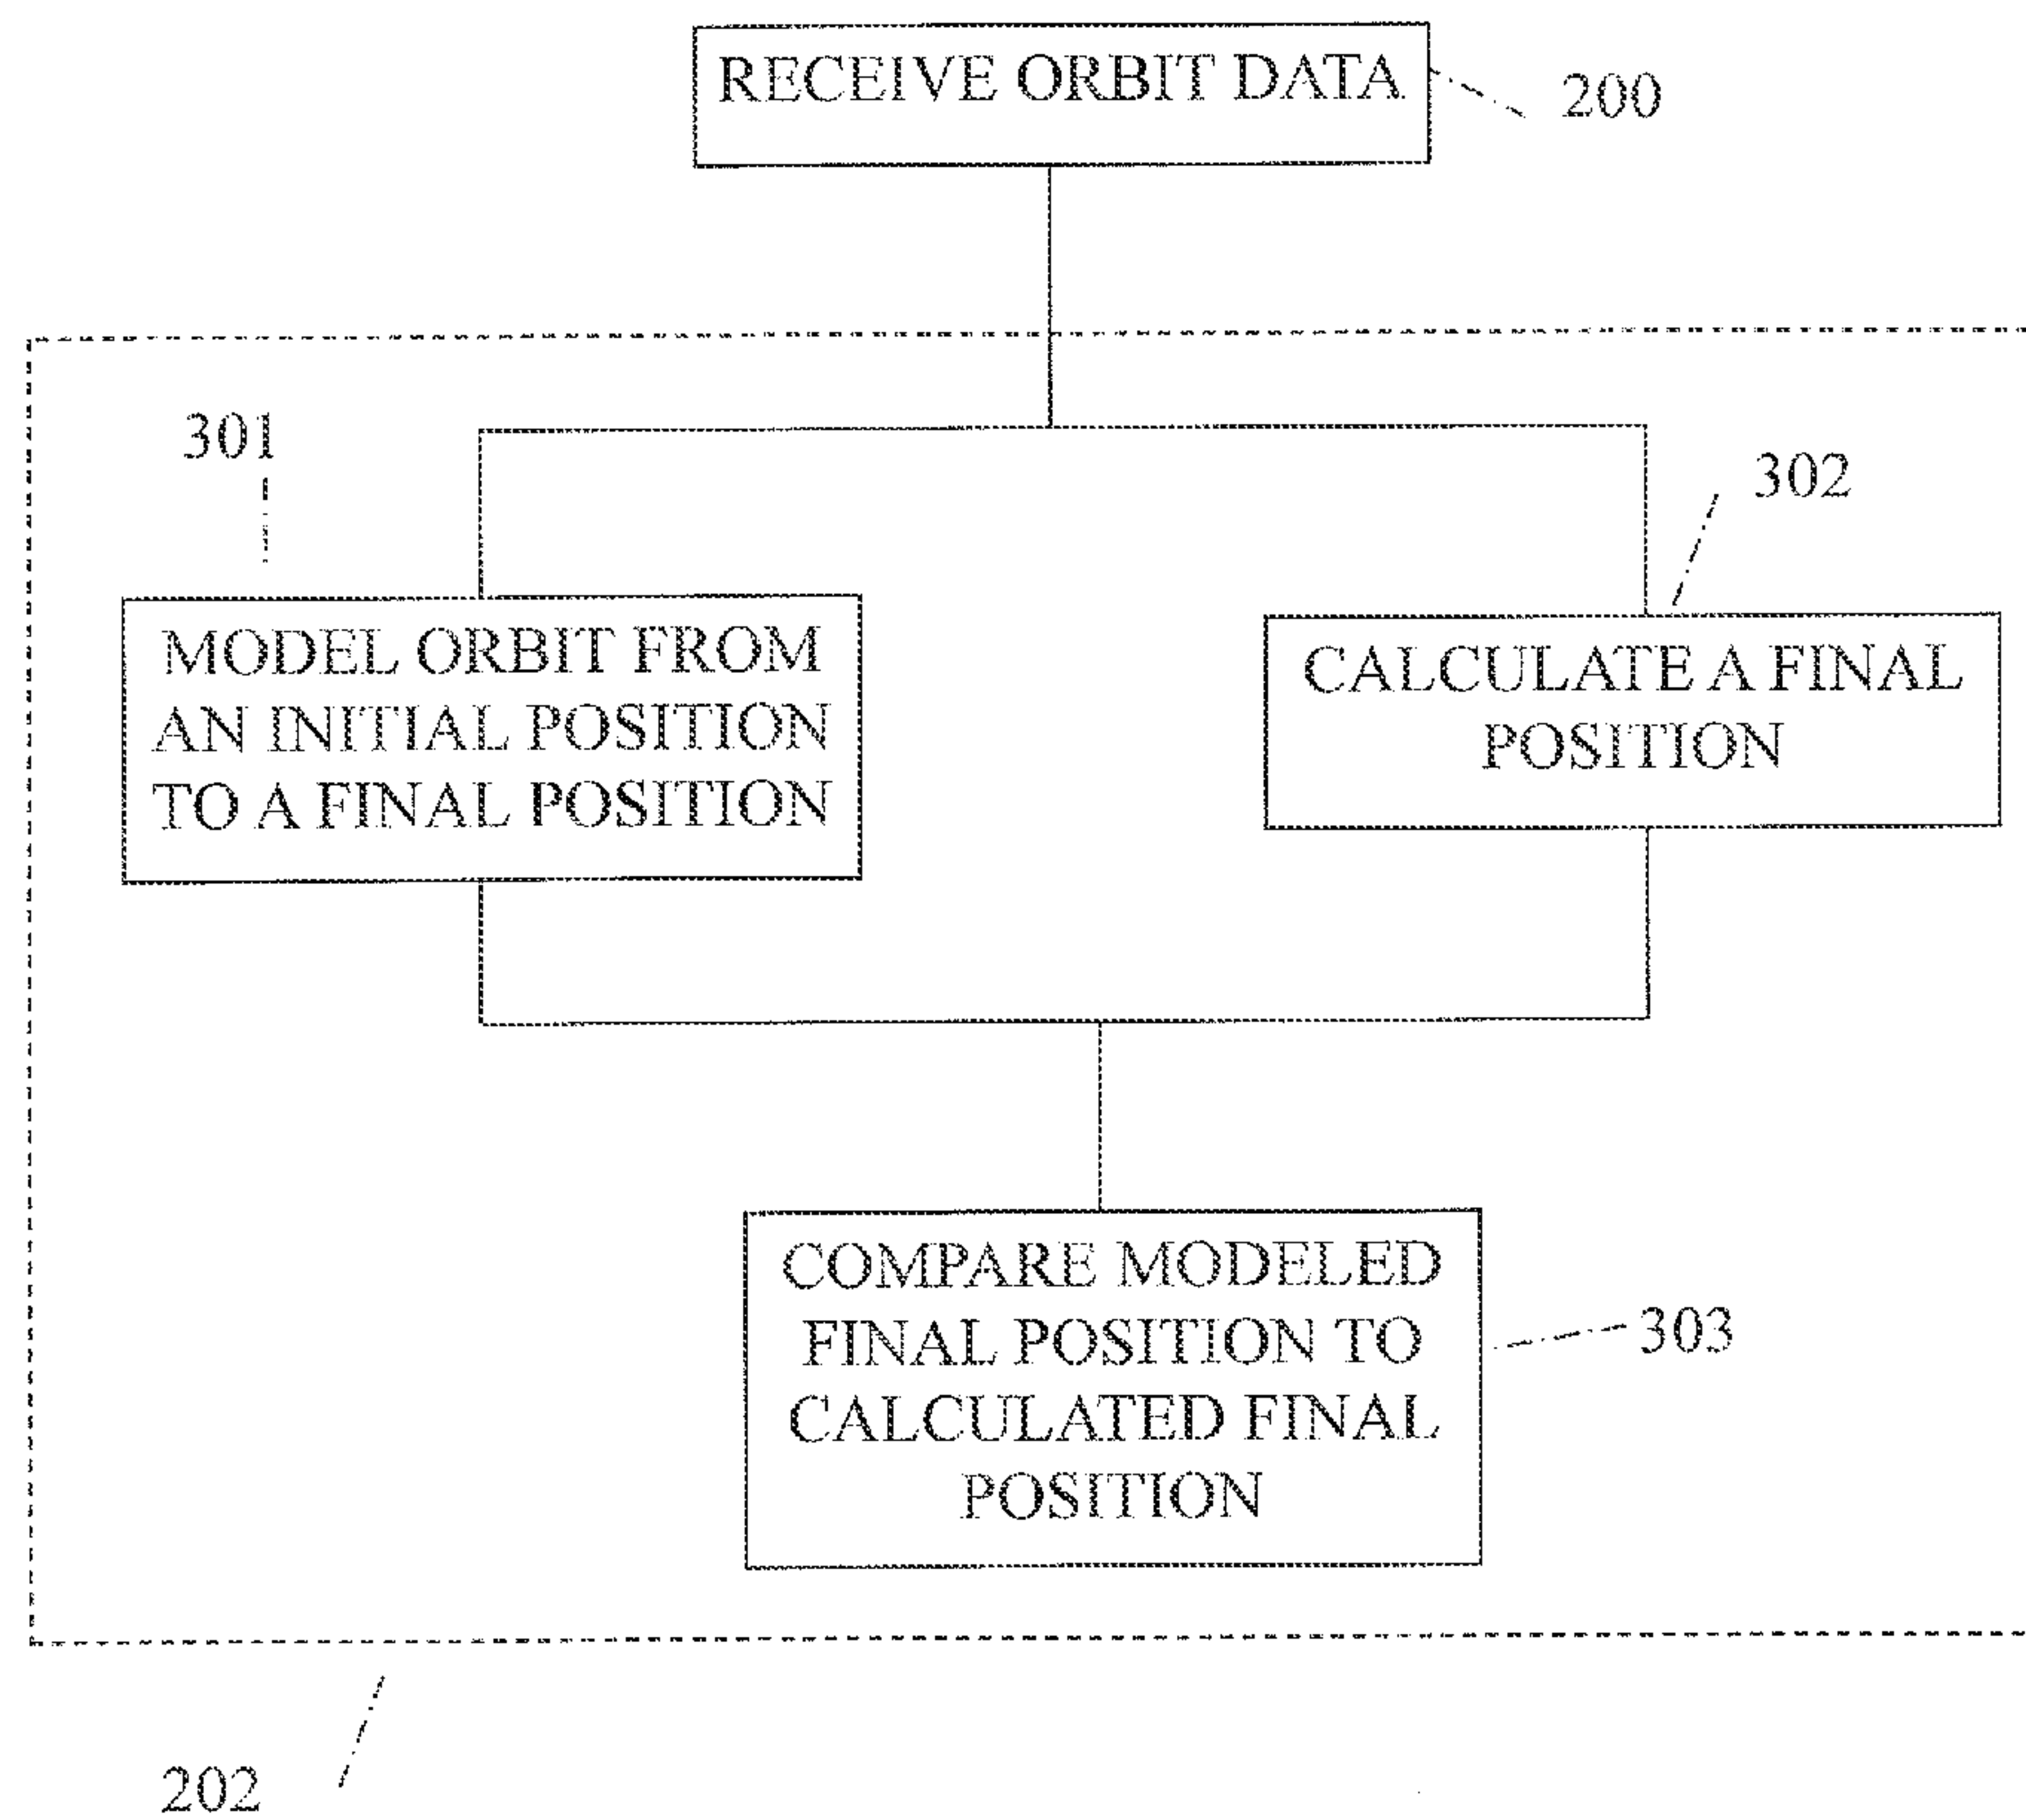 RECEIVE ORBIT DATA
200
301
302
MODEL ORBIT FROM
AN INITIAL POSITION
TO A FINAL POSITION
CALCULATE A FINAL
POSITION
COMPARE MODELED
FINAL POSITION TO
CALCULATED FINAL
POSITION
303
202